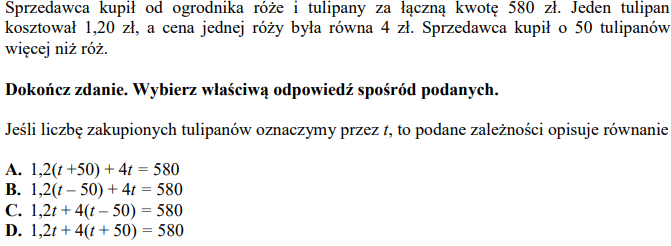 Sprzedawca kupił od ogrodnika róże i tulipany za łączną kwotę 580 zł. Jeden tulipan
kosztował 1,20 zł, a cena jednej róży była równa 4 zł. Sprzedawca kupił o 50 tulipanów
więcej niż róż.
Dokończ zdanie. Wybierz właściwą odpowiedź spośród podanych.
Jeśli liczbę zakupionych tulipanów oznaczymy przez t, to podane zależności opisuje równanie
A. 1,2(t +50) + 4t = 580
B. 1,2(t – 50) + 4t = 580
C. 1,2t + 4(t – 50) = 580
D. 1,2t + 4(t + 50) = 580